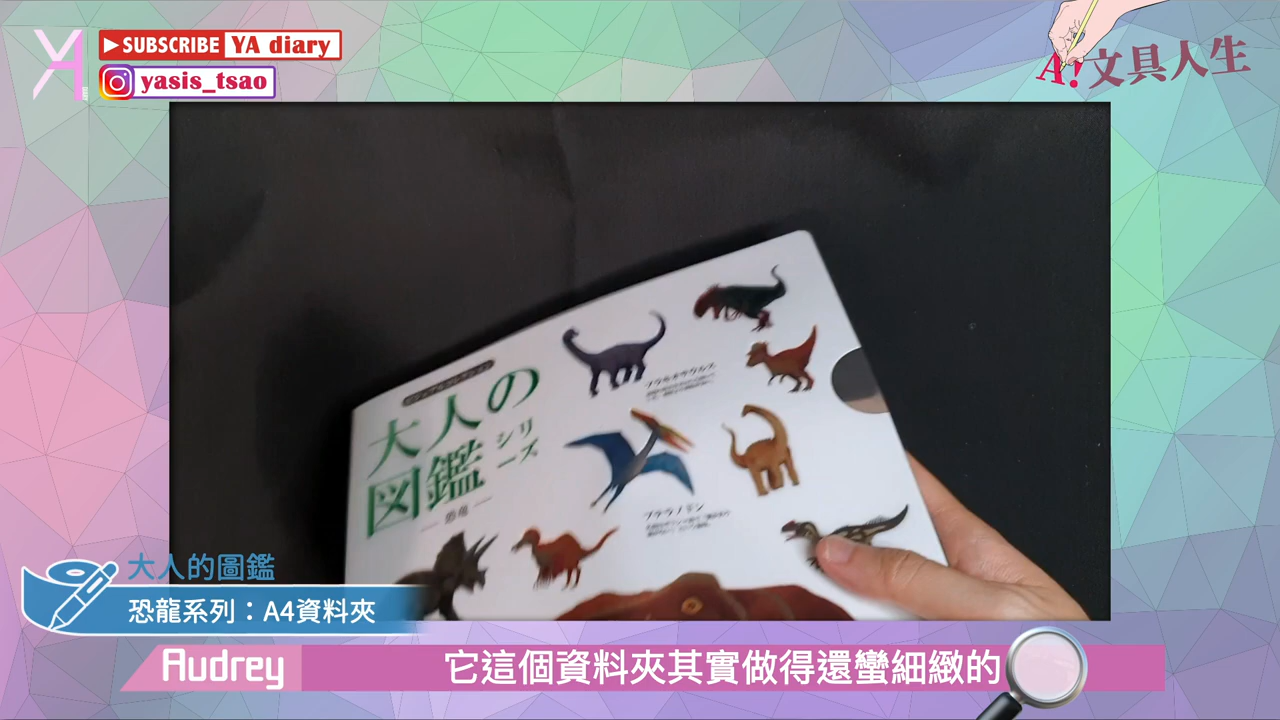 YA
SUBSCRIBE YA diary
yasis_tsao
A!文具人生
大人の
図鑑
シリーズ
恐竜
ブラキオサウルス
プテラノドン
大人的圖鑑
恐龍系列：A4資料夾
Audrey
它這個資料夾其實做得還蠻細緻的